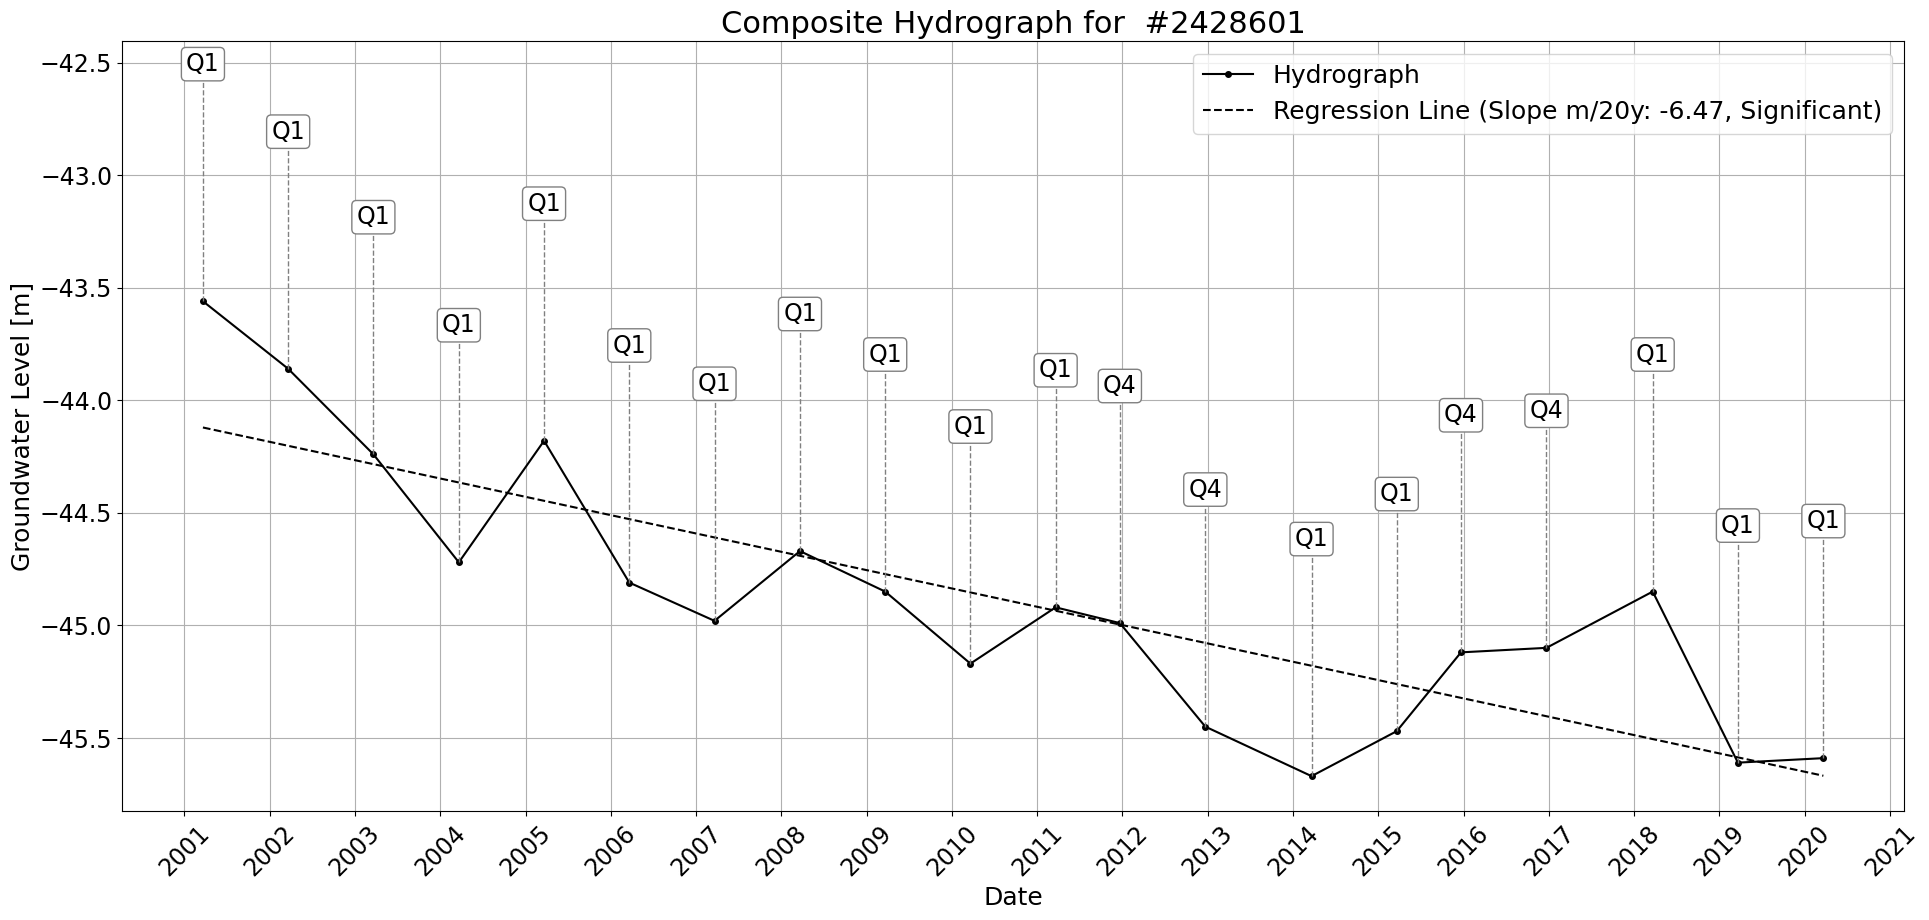 Composite Hydrograph for  #2428601
Hydrograph
Regression Line (Slope m/20y: -6.47, Significant)
Groundwater Level [m]
−42.5
−43.0
−43.5
−44.0
−44.5
−45.0
−45.5
Q1
Q1
Q1
Q1
Q1
Q1
Q1
Q1
Q1
Q1
Q1
Q4
Q4
Q1
Q1
Q4
Q4
Q1
Q1
Q1
2001
2002
2003
2004
2005
2006
2007
2008
2009
2010
2011
2012
2013
2014
2015
2016
2017
2018
2019
2020
2021
Date